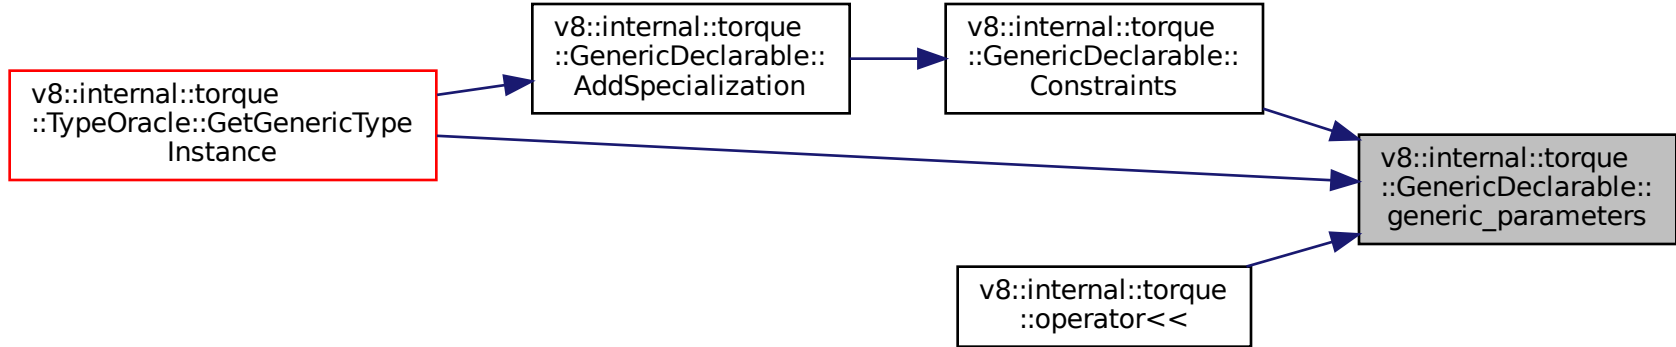 v8::internal::torque
::TypeOracle::GetGenericType
Instance
v8::internal::torque
::GenericDeclarable::
AddSpecialization
v8::internal::torque
::GenericDeclarable::
Constraints
v8::internal::torque
::GenericDeclarable::
generic_parameters
v8::internal::torque
::operator<<